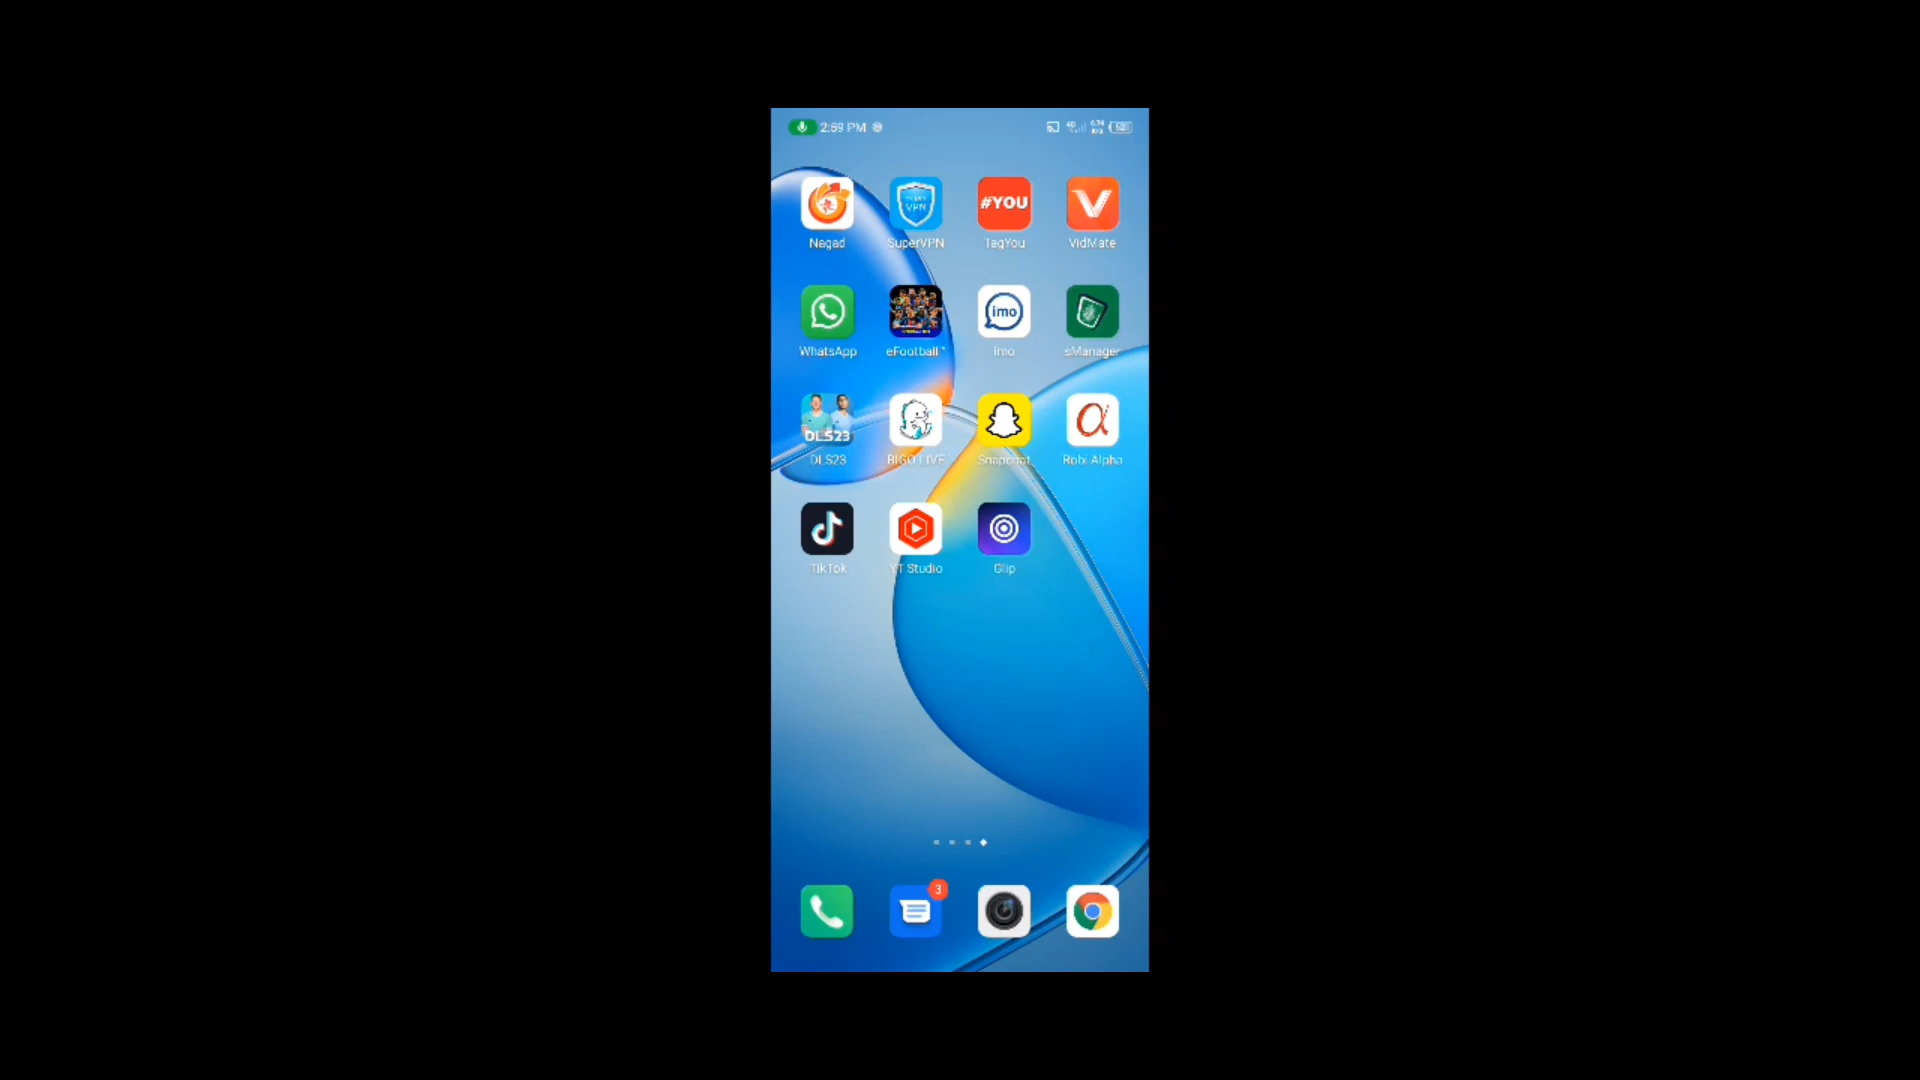 2:59 PM
#YOU
VPN
Nagad SuperVPN TagYou VidMate
imo
WhatsApp eFootball™ imo sManager
DLS23
DLS23 BIGO LIVE Snapchat Robi Alpha
TikTok YT Studio Glip
3